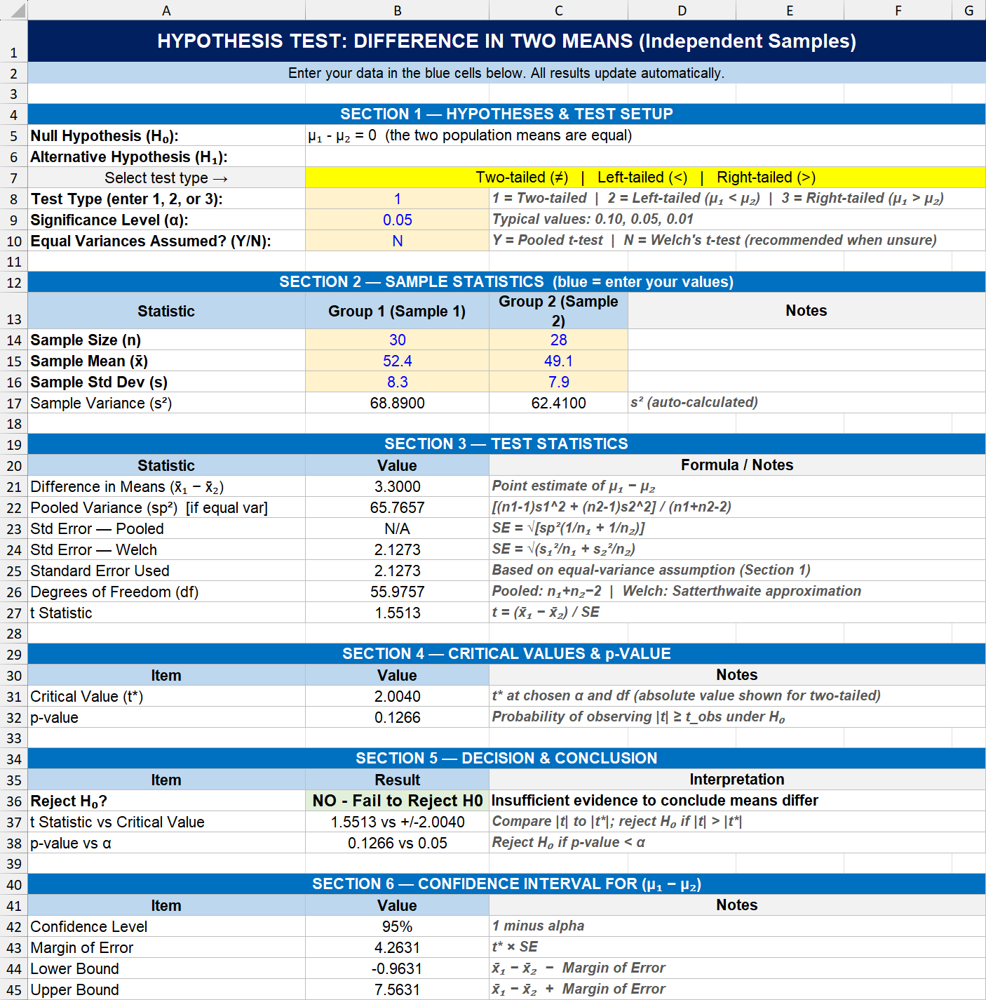 A B C D E F G
1 HYPOTHESIS TEST: DIFFERENCE IN TWO MEANS (Independent Samples)
2 Enter your data in the blue cells below. All results update automatically.
3
4 SECTION 1 — HYPOTHESES & TEST SETUP
5 Null Hypothesis (H₀): μ₁ - μ₂ = 0 (the two population means are equal)
6 Alternative Hypothesis (H₁):
7 Select test type → Two-tailed (≠) | Left-tailed (<) | Right-tailed (>)
8 Test Type (enter 1, 2, or 3): 1 1 = Two-tailed | 2 = Left-tailed (μ₁ < μ₂) | 3 = Right-tailed (μ₁ > μ₂)
9 Significance Level (α): 0.05 Typical values: 0.10, 0.05, 0.01
10 Equal Variances Assumed? (Y/N): N Y = Pooled t-test | N = Welch's t-test (recommended when unsure)
11
12 SECTION 2 — SAMPLE STATISTICS (blue = enter your values)
13 Statistic Group 1 (Sample 1) Group 2 (Sample 2) Notes
14 Sample Size (n) 30 28
15 Sample Mean (x̄) 52.4 49.1
16 Sample Std Dev (s) 8.3 7.9
17 Sample Variance (s²) 68.8900 62.4100 s² (auto-calculated)
18
19 SECTION 3 — TEST STATISTICS
20 Statistic Value Formula / Notes
21 Difference in Means (x̄₁ − x̄₂) 3.3000 Point estimate of μ₁ − μ₂
22 Pooled Variance (sp²) [if equal var] 65.7657 [(n1-1)s1^2 + (n2-1)s2^2] / (n1+n2-2)
23 Std Error — Pooled N/A SE = √[sp²(1/n₁ + 1/n₂)]
24 Std Error — Welch 2.1273 SE = √(s₁²/n₁ + s₂²/n₂)
25 Standard Error Used 2.1273 Based on equal-variance assumption (Section 1)
26 Degrees of Freedom (df) 55.9757 Pooled: n₁+n₂−2 | Welch: Satterthwaite approximation
27 t Statistic 1.5513 t = (x̄₁ − x̄₂) / SE
28
29 SECTION 4 — CRITICAL VALUES & p-VALUE
30 Item Value Notes
31 Critical Value (t*) 2.0040 t* at chosen α and df (absolute value shown for two-tailed)
32 p-value 0.1266 Probability of observing |t| ≥ t_obs under H₀
33
34 SECTION 5 — DECISION & CONCLUSION
35 Item Result Interpretation
36 Reject H₀? NO - Fail to Reject H0 Insufficient evidence to conclude means differ
37 t Statistic vs Critical Value 1.5513 vs +/-2.0040 Compare |t| to |t*|; reject H₀ if |t| > |t*|
38 p-value vs α 0.1266 vs 0.05 Reject H₀ if p-value < α
39
40 SECTION 6 — CONFIDENCE INTERVAL FOR (μ₁ − μ₂)
41 Item Value Notes
42 Confidence Level 95% 1 minus alpha
43 Margin of Error 4.2631 t* × SE
44 Lower Bound -0.9631 x̄₁ − x̄₂ − Margin of Error
45 Upper Bound 7.5631 x̄₁ − x̄₂ + Margin of Error